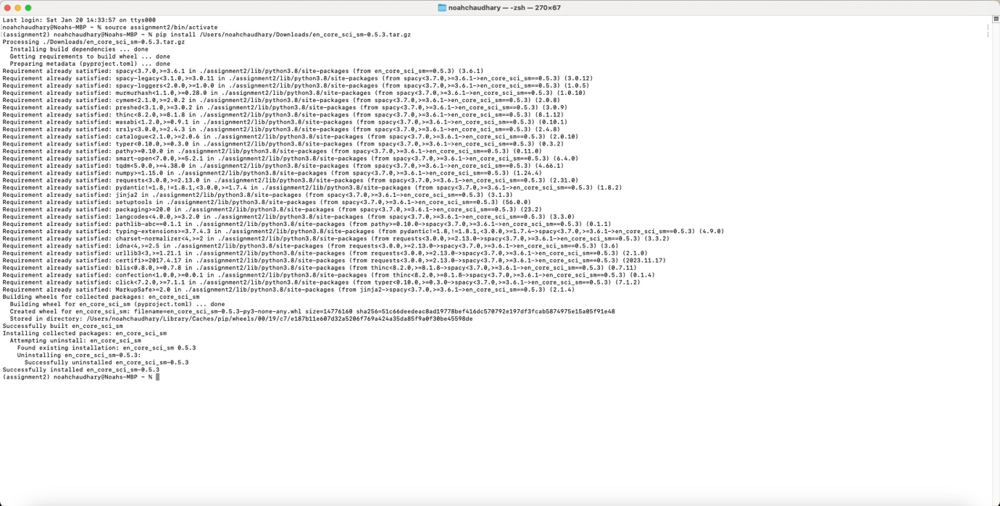 noahchaudhary — -zsh — 270×67
Last login: Sat Jan 20 14:33:57 on ttys000
noahchaudhary@Noahs-MBP ~ % source assignment2/bin/activate
(assignment2) noahchaudhary@Noahs-MBP ~ % pip install /Users/noahchaudhary/Downloads/en_core_sci_sm-0.5.3.tar.gz
Processing ./Downloads/en_core_sci_sm-0.5.3.tar.gz
  Installing build dependencies ... done
  Getting requirements to build wheel ... done
  Preparing metadata (pyproject.toml) ... done
Requirement already satisfied: spacy<3.7.0,>=3.6.1 in ./assignment2/lib/python3.8/site-packages (from en_core_sci_sm==0.5.3) (3.6.1)
Requirement already satisfied: spacy-legacy<3.1.0,>=3.0.11 in ./assignment2/lib/python3.8/site-packages (from spacy<3.7.0,>=3.6.1->en_core_sci_sm==0.5.3) (3.0.12)
Requirement already satisfied: spacy-loggers<2.0.0,>=1.0.0 in ./assignment2/lib/python3.8/site-packages (from spacy<3.7.0,>=3.6.1->en_core_sci_sm==0.5.3) (1.0.5)
Requirement already satisfied: murmurhash<1.1.0,>=0.28.0 in ./assignment2/lib/python3.8/site-packages (from spacy<3.7.0,>=3.6.1->en_core_sci_sm==0.5.3) (1.0.10)
Requirement already satisfied: cymem<2.1.0,>=2.0.2 in ./assignment2/lib/python3.8/site-packages (from spacy<3.7.0,>=3.6.1->en_core_sci_sm==0.5.3) (2.0.8)
Requirement already satisfied: preshed<3.1.0,>=3.0.2 in ./assignment2/lib/python3.8/site-packages (from spacy<3.7.0,>=3.6.1->en_core_sci_sm==0.5.3) (3.0.9)
Requirement already satisfied: thinc<8.2.0,>=8.1.8 in ./assignment2/lib/python3.8/site-packages (from spacy<3.7.0,>=3.6.1->en_core_sci_sm==0.5.3) (8.1.12)
Requirement already satisfied: wasabi<1.2.0,>=0.9.1 in ./assignment2/lib/python3.8/site-packages (from spacy<3.7.0,>=3.6.1->en_core_sci_sm==0.5.3) (0.10.1)
Requirement already satisfied: srsly<3.0.0,>=2.4.3 in ./assignment2/lib/python3.8/site-packages (from spacy<3.7.0,>=3.6.1->en_core_sci_sm==0.5.3) (2.4.8)
Requirement already satisfied: catalogue<2.1.0,>=2.0.6 in ./assignment2/lib/python3.8/site-packages (from spacy<3.7.0,>=3.6.1->en_core_sci_sm==0.5.3) (2.0.10)
Requirement already satisfied: typer<0.10.0,>=0.3.0 in ./assignment2/lib/python3.8/site-packages (from spacy<3.7.0,>=3.6.1->en_core_sci_sm==0.5.3) (0.3.2)
Requirement already satisfied: pathy>=0.10.0 in ./assignment2/lib/python3.8/site-packages (from spacy<3.7.0,>=3.6.1->en_core_sci_sm==0.5.3) (0.11.0)
Requirement already satisfied: smart-open<7.0.0,>=5.2.1 in ./assignment2/lib/python3.8/site-packages (from spacy<3.7.0,>=3.6.1->en_core_sci_sm==0.5.3) (6.4.0)
Requirement already satisfied: tqdm<5.0.0,>=4.38.0 in ./assignment2/lib/python3.8/site-packages (from spacy<3.7.0,>=3.6.1->en_core_sci_sm==0.5.3) (4.66.1)
Requirement already satisfied: numpy>=1.15.0 in ./assignment2/lib/python3.8/site-packages (from spacy<3.7.0,>=3.6.1->en_core_sci_sm==0.5.3) (1.24.4)
Requirement already satisfied: requests<3.0.0,>=2.13.0 in ./assignment2/lib/python3.8/site-packages (from spacy<3.7.0,>=3.6.1->en_core_sci_sm==0.5.3) (2.31.0)
Requirement already satisfied: pydantic!=1.8,!=1.8.1,<3.0.0,>=1.7.4 in ./assignment2/lib/python3.8/site-packages (from spacy<3.7.0,>=3.6.1->en_core_sci_sm==0.5.3) (1.8.2)
Requirement already satisfied: jinja2 in ./assignment2/lib/python3.8/site-packages (from spacy<3.7.0,>=3.6.1->en_core_sci_sm==0.5.3) (3.1.3)
Requirement already satisfied: setuptools in ./assignment2/lib/python3.8/site-packages (from spacy<3.7.0,>=3.6.1->en_core_sci_sm==0.5.3) (56.0.0)
Requirement already satisfied: packaging>=20.0 in ./assignment2/lib/python3.8/site-packages (from spacy<3.7.0,>=3.6.1->en_core_sci_sm==0.5.3) (23.2)
Requirement already satisfied: langcodes<4.0.0,>=3.2.0 in ./assignment2/lib/python3.8/site-packages (from spacy<3.7.0,>=3.6.1->en_core_sci_sm==0.5.3) (3.3.0)
Requirement already satisfied: pathlib-abc==0.1.1 in ./assignment2/lib/python3.8/site-packages (from pathy>=0.10.0->spacy<3.7.0,>=3.6.1->en_core_sci_sm==0.5.3) (0.1.1)
Requirement already satisfied: typing-extensions>=3.7.4.3 in ./assignment2/lib/python3.8/site-packages (from pydantic!=1.8,!=1.8.1,<3.0.0,>=1.7.4->spacy<3.7.0,>=3.6.1->en_core_sci_sm==0.5.3) (4.9.0)
Requirement already satisfied: charset-normalizer<4,>=2 in ./assignment2/lib/python3.8/site-packages (from requests<3.0.0,>=2.13.0->spacy<3.7.0,>=3.6.1->en_core_sci_sm==0.5.3) (3.3.2)
Requirement already satisfied: idna<4,>=2.5 in ./assignment2/lib/python3.8/site-packages (from requests<3.0.0,>=2.13.0->spacy<3.7.0,>=3.6.1->en_core_sci_sm==0.5.3) (3.6)
Requirement already satisfied: urllib3<3,>=1.21.1 in ./assignment2/lib/python3.8/site-packages (from requests<3.0.0,>=2.13.0->spacy<3.7.0,>=3.6.1->en_core_sci_sm==0.5.3) (2.1.0)
Requirement already satisfied: certifi>=2017.4.17 in ./assignment2/lib/python3.8/site-packages (from requests<3.0.0,>=2.13.0->spacy<3.7.0,>=3.6.1->en_core_sci_sm==0.5.3) (2023.11.17)
Requirement already satisfied: blis<0.8.0,>=0.7.8 in ./assignment2/lib/python3.8/site-packages (from thinc<8.2.0,>=8.1.8->spacy<3.7.0,>=3.6.1->en_core_sci_sm==0.5.3) (0.7.11)
Requirement already satisfied: confection<1.0.0,>=0.0.1 in ./assignment2/lib/python3.8/site-packages (from thinc<8.2.0,>=8.1.8->spacy<3.7.0,>=3.6.1->en_core_sci_sm==0.5.3) (0.1.4)
Requirement already satisfied: click<7.2.0,>=7.1.1 in ./assignment2/lib/python3.8/site-packages (from typer<0.10.0,>=0.3.0->spacy<3.7.0,>=3.6.1->en_core_sci_sm==0.5.3) (7.1.2)
Requirement already satisfied: MarkupSafe>=2.0 in ./assignment2/lib/python3.8/site-packages (from jinja2->spacy<3.7.0,>=3.6.1->en_core_sci_sm==0.5.3) (2.1.4)
Building wheels for collected packages: en_core_sci_sm
  Building wheel for en_core_sci_sm (pyproject.toml) ... done
  Created wheel for en_core_sci_sm: filename=en_core_sci_sm-0.5.3-py3-none-any.whl size=14776160 sha256=51c66deedeac8ad19778bef416dc570792e197df3fcab5874975e15a05f91e48
  Stored in directory: /Users/noahchaudhary/Library/Caches/pip/wheels/00/19/c7/e187b11e607d32a5206f769a424a35da85f9a0f30be45598de
Successfully built en_core_sci_sm
Installing collected packages: en_core_sci_sm
  Attempting uninstall: en_core_sci_sm
    Found existing installation: en_core_sci_sm 0.5.3
    Uninstalling en_core_sci_sm-0.5.3:
      Successfully uninstalled en_core_sci_sm-0.5.3
Successfully installed en_core_sci_sm-0.5.3
(assignment2) noahchaudhary@Noahs-MBP ~ %